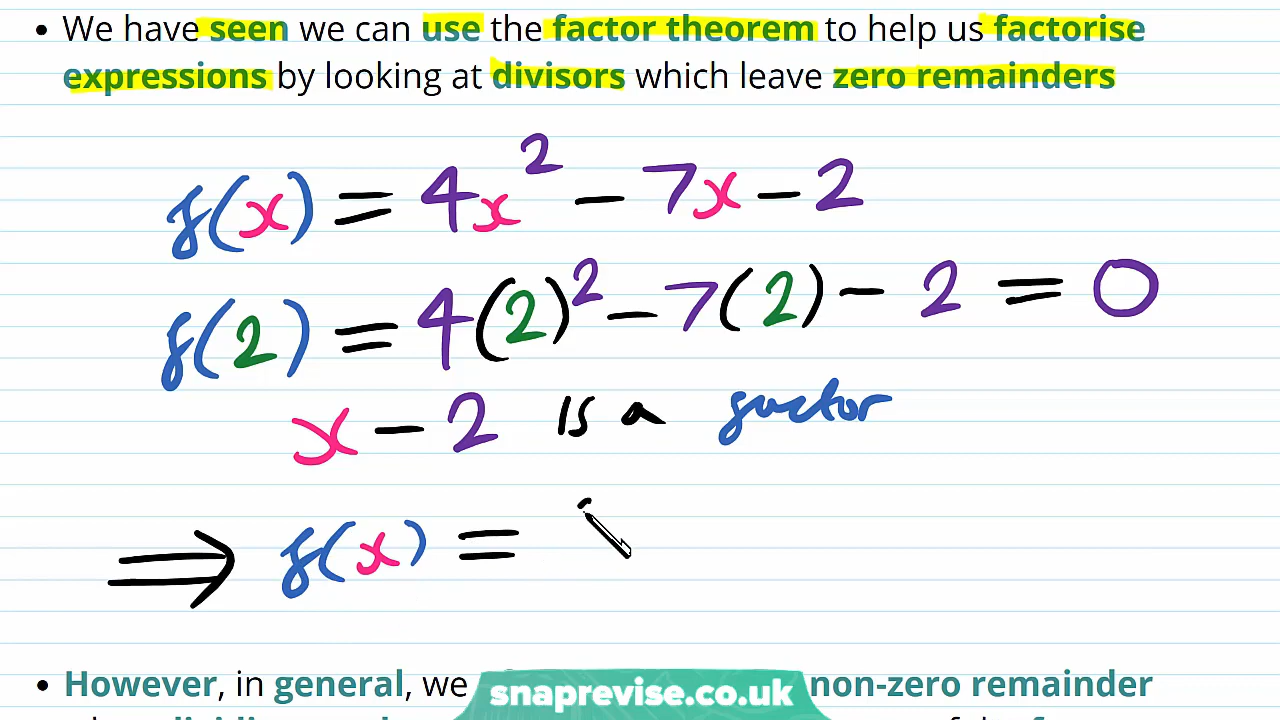 • We have seen we can use the factor theorem to help us factorise
expressions by looking at divisors which leave zero remainders
f(x) = 4x² − 7x − 2
f(2) = 4(2)² − 7(2) − 2 = 0
x − 2 is a factor
⟹ f(x) =
• However, in general, we
non-zero remainder
snaprevise.co.uk